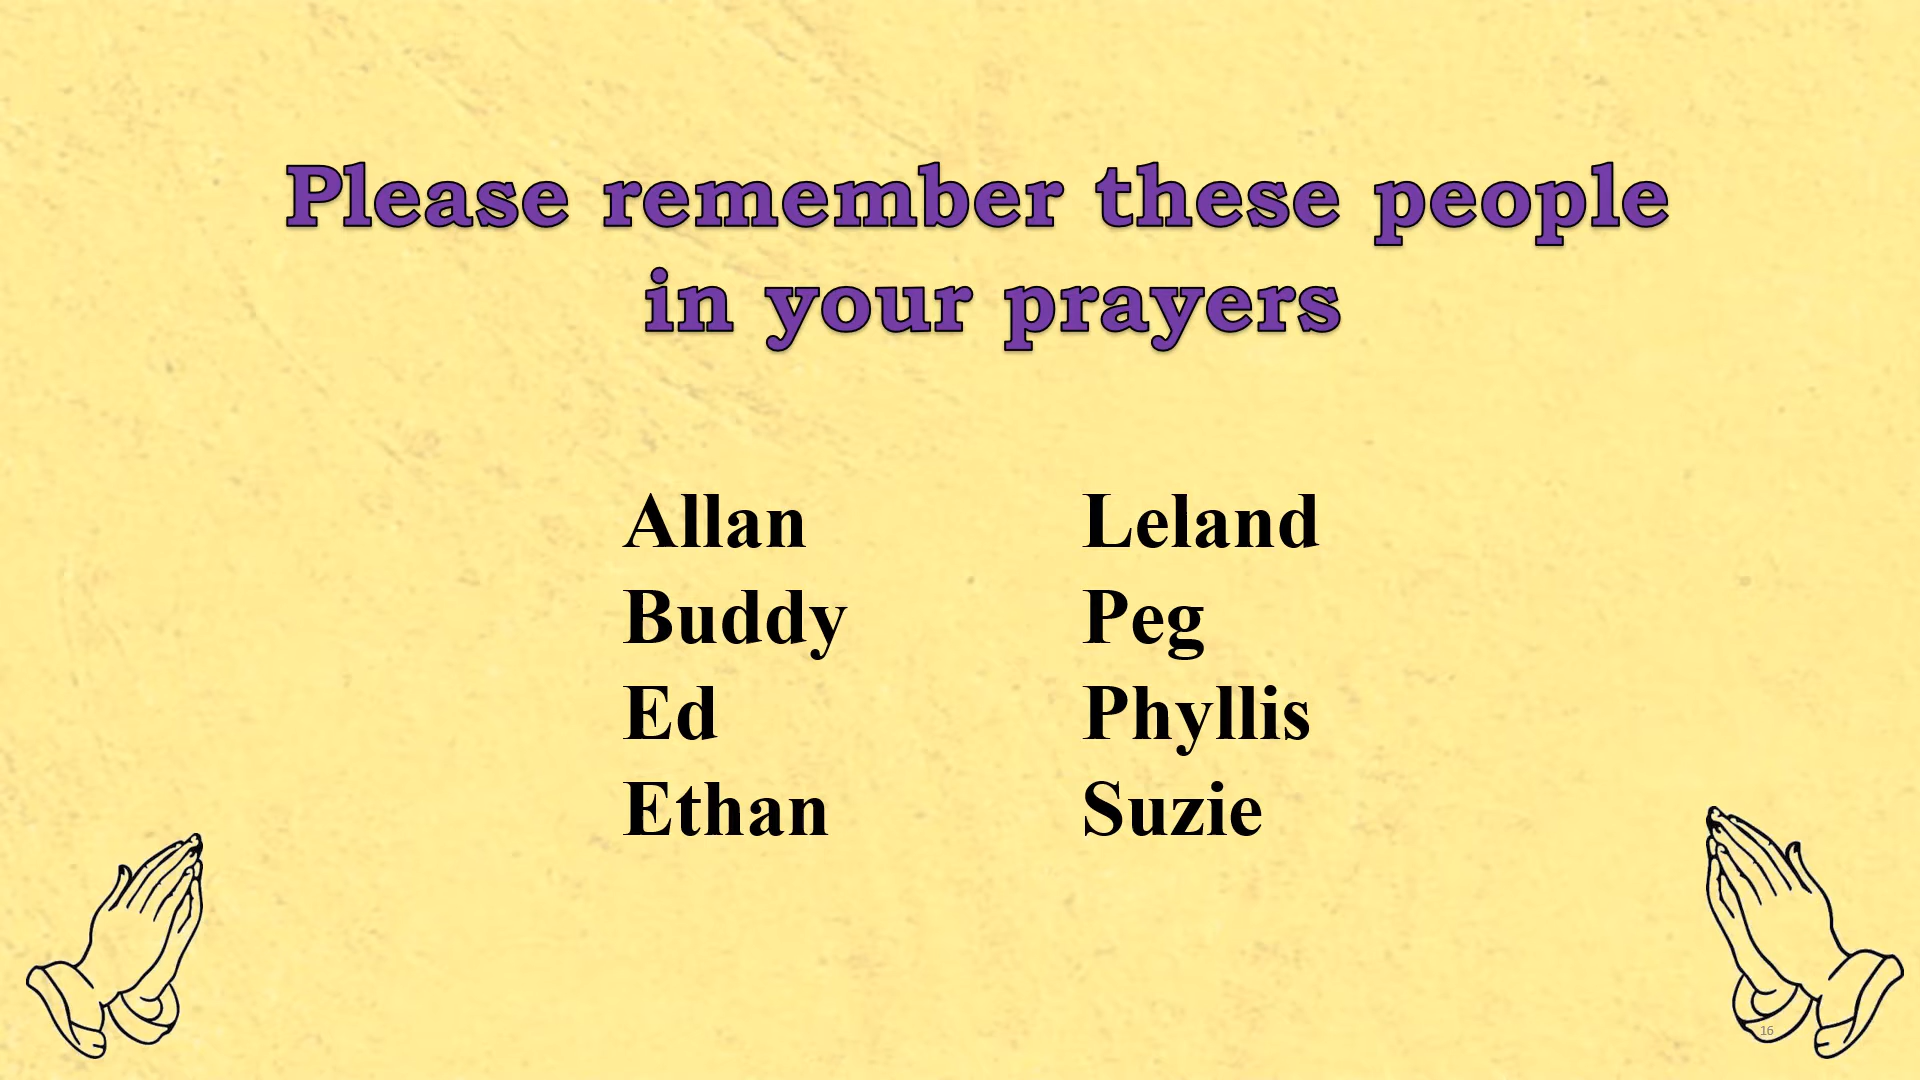 Please remember these people
in your prayers
Allan
Buddy
Ed
Ethan
Leland
Peg
Phyllis
Suzie
16